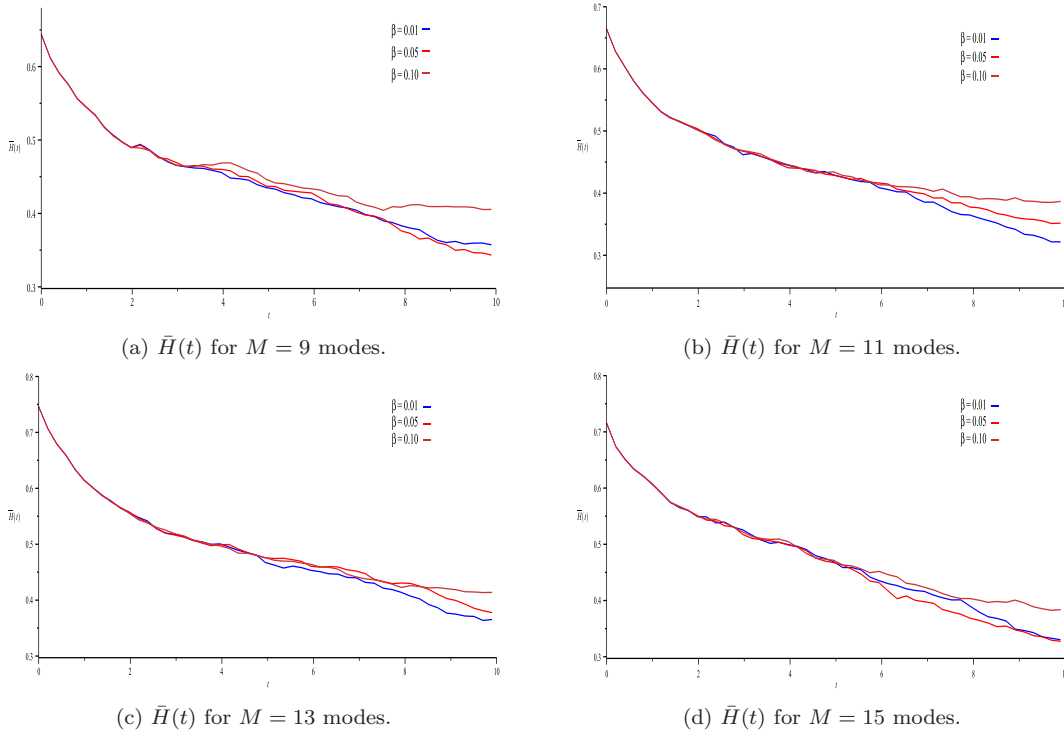 0.6
0.5
0.4
0.3
H̄(t)
β=0.01
β=0.05
β=0.10
0
2
4
6
8
10
t
(a) H̄(t) for M = 9 modes.
0.7
0.6
0.5
0.4
0.3
H̄(t)
β=0.01
β=0.05
β=0.10
0
2
4
6
8
1
t
(b) H̄(t) for M = 11 modes.
0.8
0.7
0.6
0.5
0.4
0.3
H̄(t)
β=0.01
β=0.05
β=0.10
0
2
4
6
8
10
t
(c) H̄(t) for M = 13 modes.
0.8
0.7
0.6
0.5
0.4
0.3
H̄(t)
β=0.01
β=0.05
β=0.10
0
2
4
6
8
1
t
(d) H̄(t) for M = 15 modes.